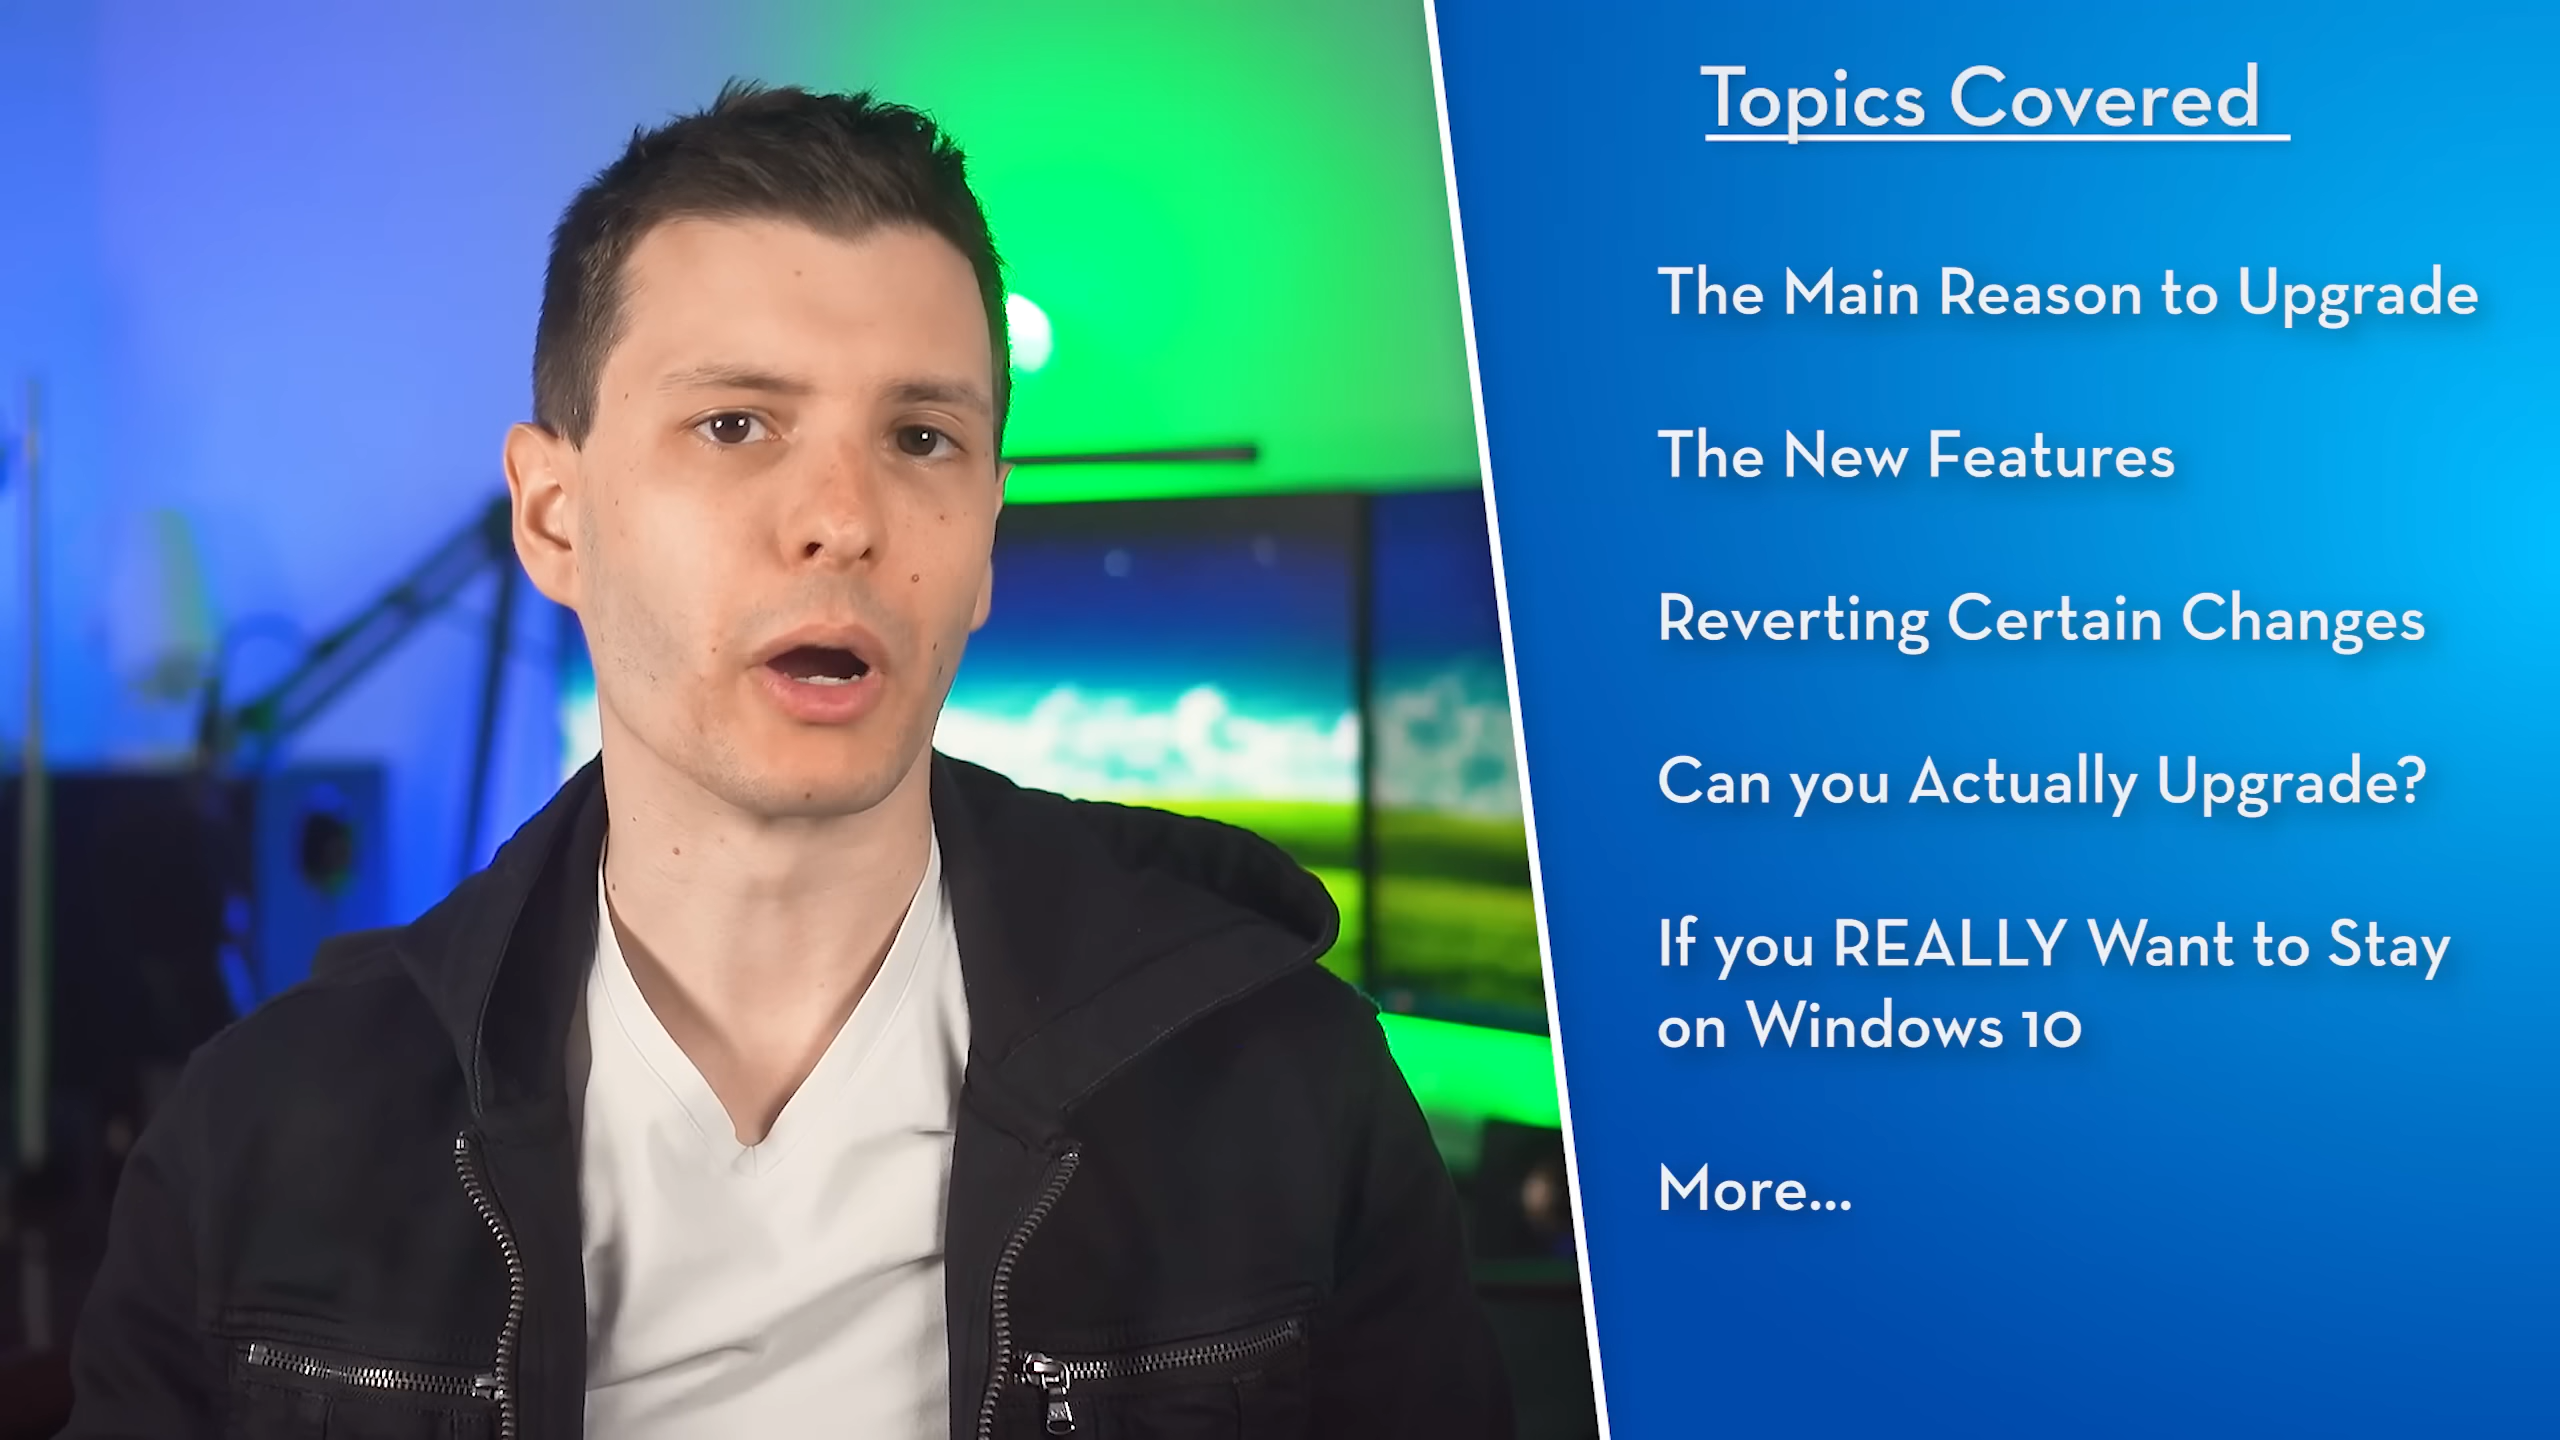 Topics Covered
The Main Reason to Upgrade
The New Features
Reverting Certain Changes
Can you Actually Upgrade?
If you REALLY Want to Stay
on Windows 10
More...